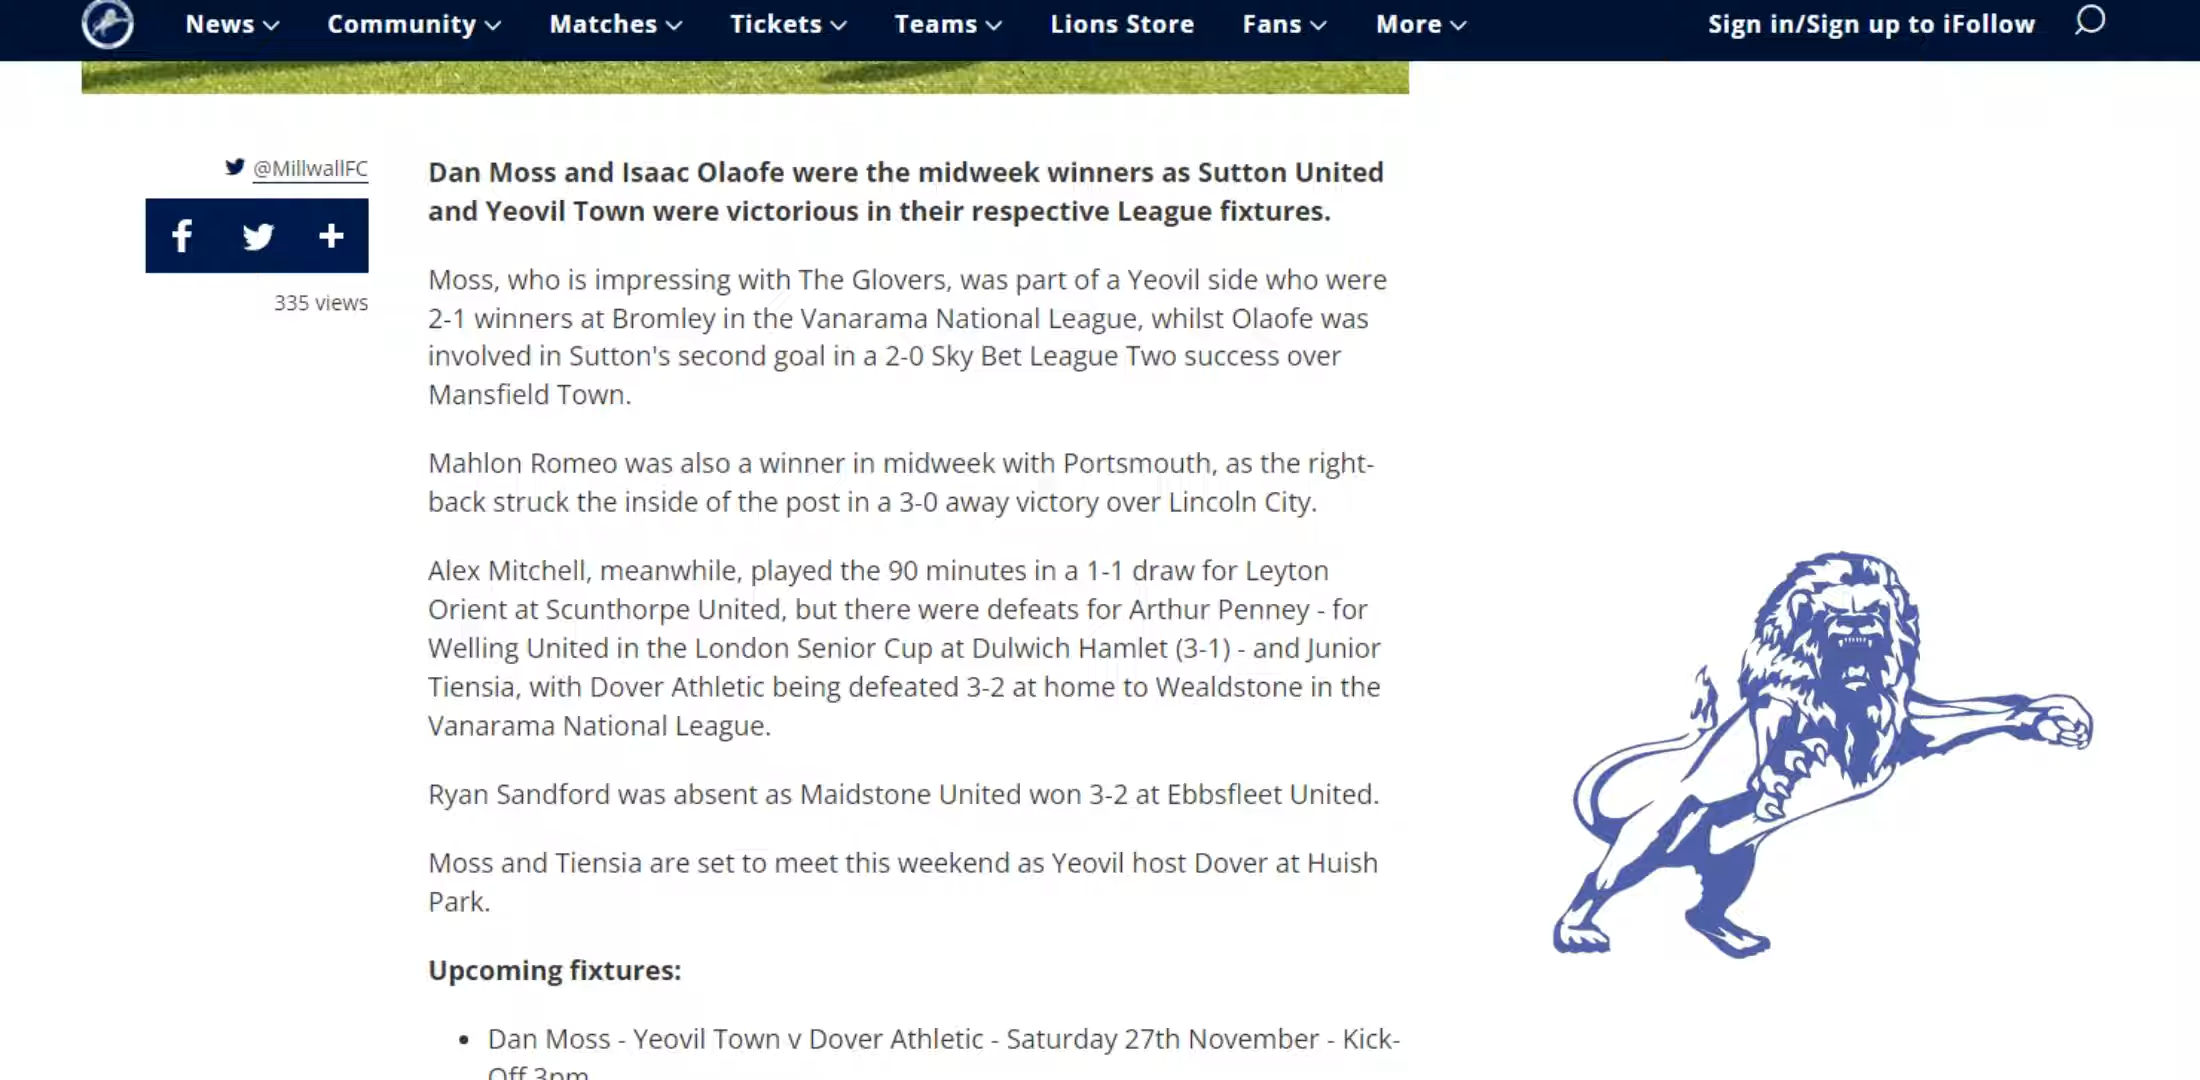 News Community Matches Tickets Teams Lions Store Fans More Sign in/Sign up to iFollow
@MillwallFC
335 views
Dan Moss and Isaac Olaofe were the midweek winners as Sutton United
and Yeovil Town were victorious in their respective League fixtures.
Moss, who is impressing with The Glovers, was part of a Yeovil side who were
2-1 winners at Bromley in the Vanarama National League, whilst Olaofe was
involved in Sutton's second goal in a 2-0 Sky Bet League Two success over
Mansfield Town.
Mahlon Romeo was also a winner in midweek with Portsmouth, as the right-
back struck the inside of the post in a 3-0 away victory over Lincoln City.
Alex Mitchell, meanwhile, played the 90 minutes in a 1-1 draw for Leyton
Orient at Scunthorpe United, but there were defeats for Arthur Penney - for
Welling United in the London Senior Cup at Dulwich Hamlet (3-1) - and Junior
Tiensia, with Dover Athletic being defeated 3-2 at home to Wealdstone in the
Vanarama National League.
Ryan Sandford was absent as Maidstone United won 3-2 at Ebbsfleet United.
Moss and Tiensia are set to meet this weekend as Yeovil host Dover at Huish
Park.
Upcoming fixtures:
• Dan Moss - Yeovil Town v Dover Athletic - Saturday 27th November - Kick-
Off 3pm